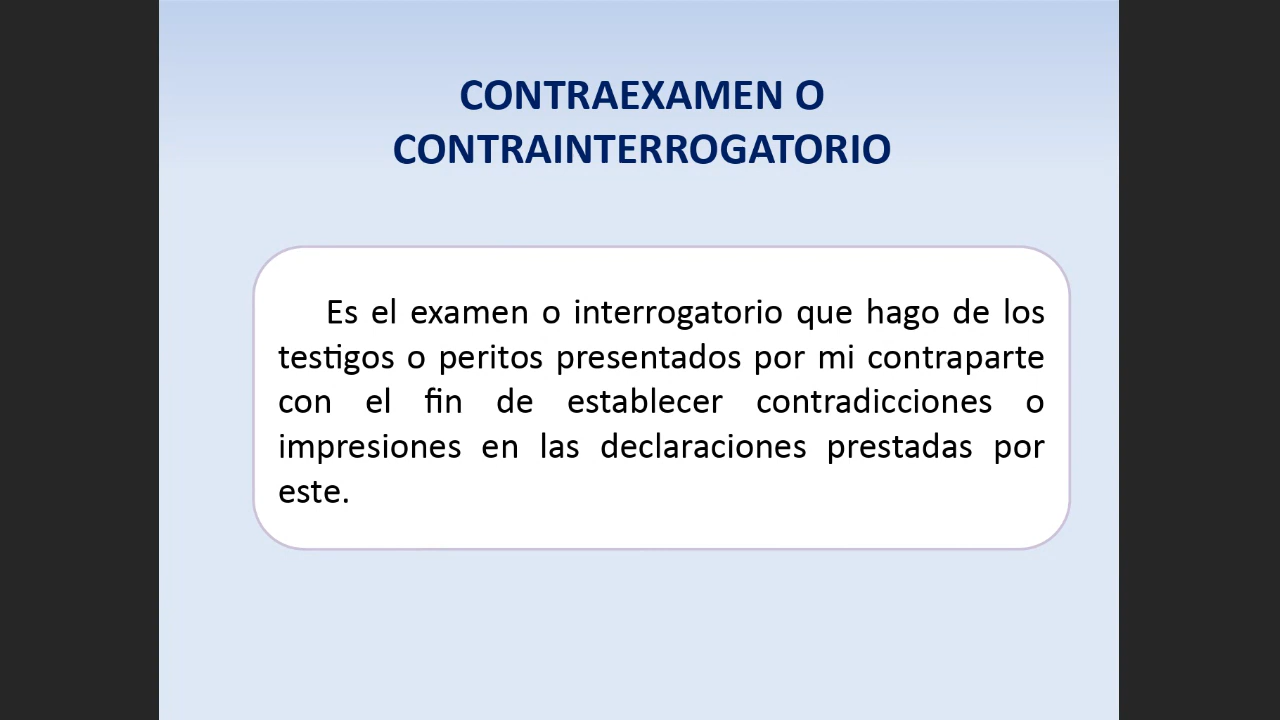 CONTRAEXAMEN O
CONTRAINTERROGATORIO
Es el examen o interrogatorio que hago de los
testigos o peritos presentados por mi contraparte
con el fin de establecer contradicciones o
impresiones en las declaraciones prestadas por
este.